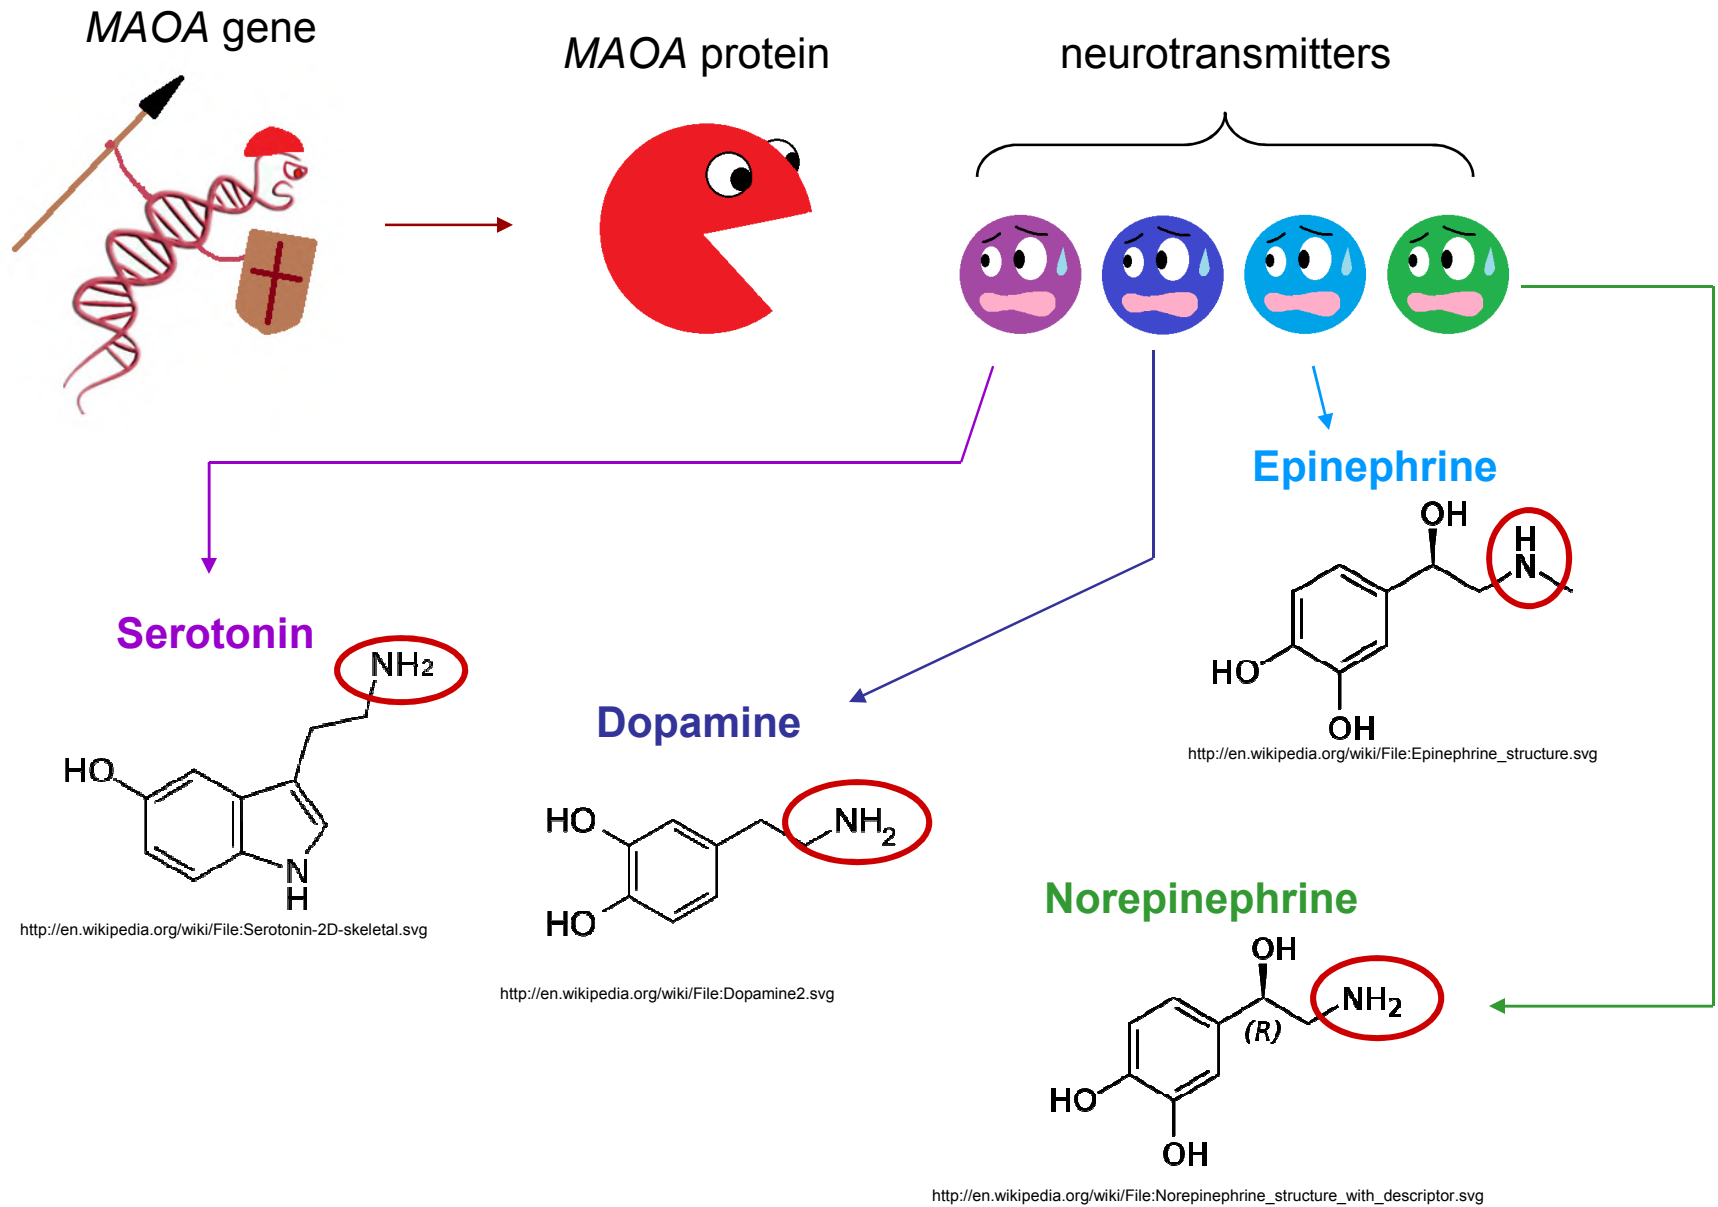 MAOA gene
MAOA protein
neurotransmitters
Epinephrine
OH
H
N
HO
OH
http://en.wikipedia.org/wiki/File:Epinephrine_structure.svg
Serotonin
NH2
HO
N
H
http://en.wikipedia.org/wiki/File:Serotonin-2D-skeletal.svg
Dopamine
HO
NH2
HO
http://en.wikipedia.org/wiki/File:Dopamine2.svg
Norepinephrine
OH
NH2
(R)
HO
OH
http://en.wikipedia.org/wiki/File:Norepinephrine_structure_with_descriptor.svg